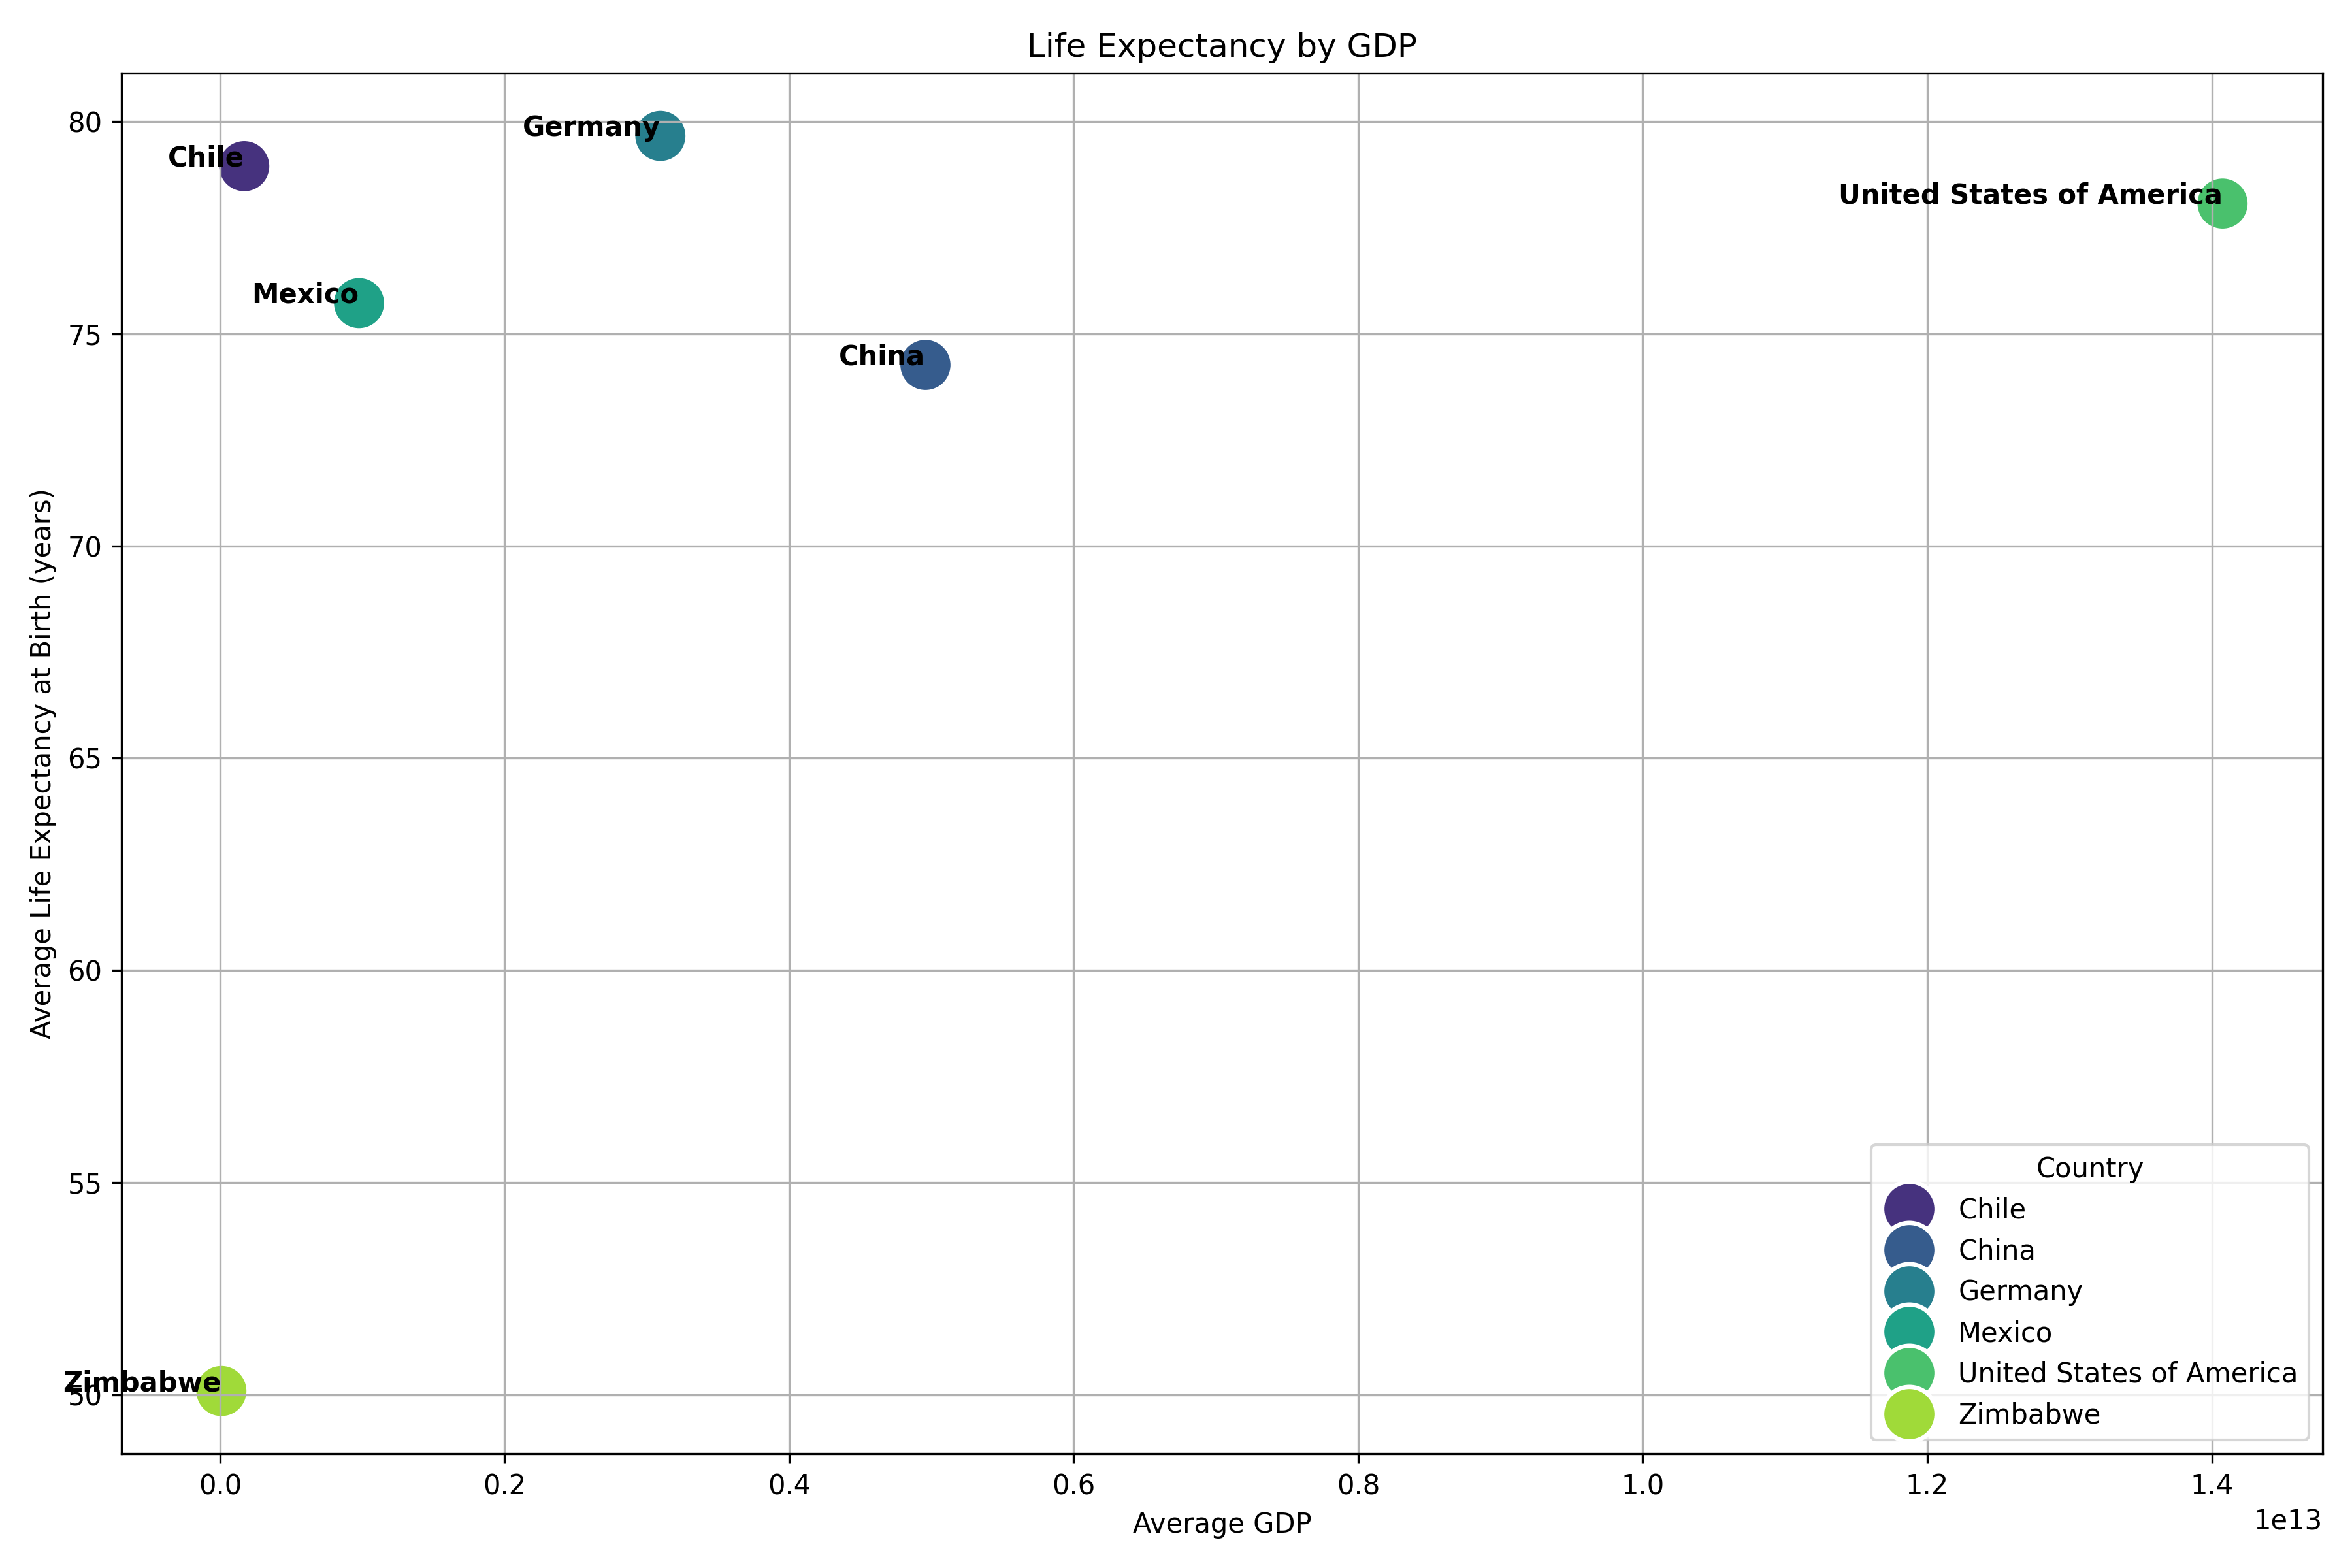 Life Expectancy by GDP
Average Life Expectancy at Birth (years)
80
75
70
65
60
55
50
Germany
Chile
United States of America
Mexico
China
Zimbabwe
Country
Chile
China
Germany
Mexico
United States of America
Zimbabwe
0.0 0.2 0.4 0.6 0.8 1.0 1.2 1.4
1e13
Average GDP